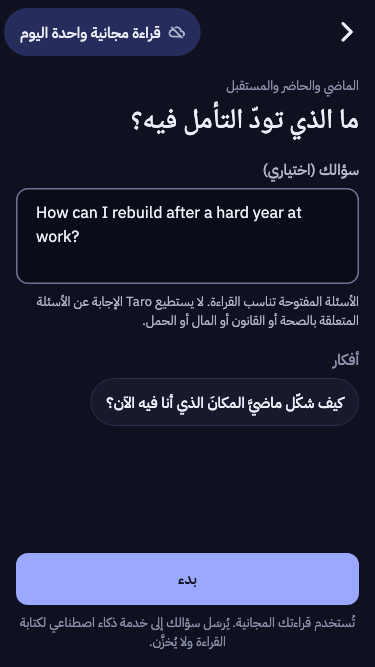 قراءة مجانية واحدة اليوم
الماضي والحاضر والمستقبل
ما الذي تودّ التأمل فيه؟
سؤالك (اختياري)
How can I rebuild after a hard year at
work?
الأسئلة المفتوحة تناسب القراءة. لا يستطيع Taro الإجابة عن الأسئلة
المتعلقة بالصحة أو القانون أو المال أو الحمل.
أفكار
كيف شكّل ماضيَّ المكانَ الذي أنا فيه الآن؟
بدء
تُستخدم قراءتك المجانية. يُرسَل سؤالك إلى خدمة ذكاء اصطناعي لكتابة
القراءة ولا يُخزَّن.